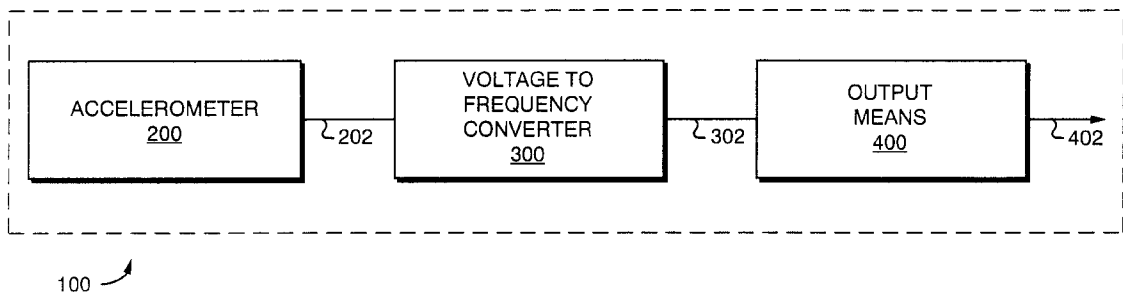 ACCELEROMETER
200
202
VOLTAGE TO
FREQUENCY
CONVERTER
300
302
OUTPUT
MEANS
400
402
100